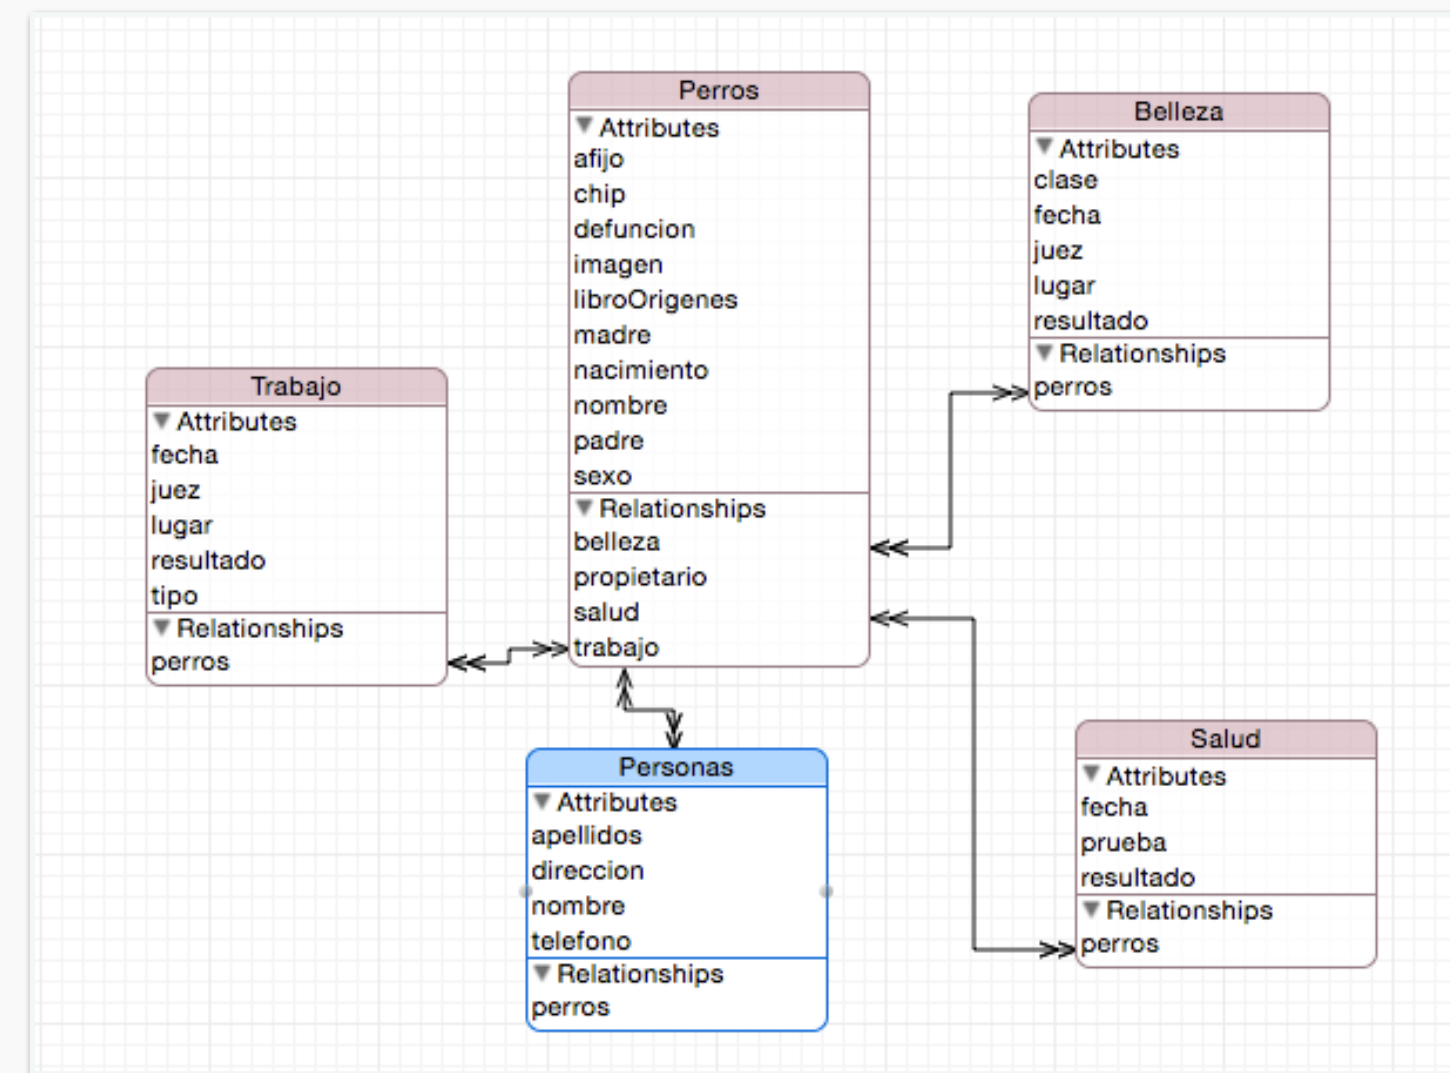 Perros
Attributes
afijo
chip
defuncion
imagen
libroOrigenes
madre
nacimiento
nombre
padre
sexo
Relationships
belleza
propietario
salud
trabajo
Belleza
Attributes
clase
fecha
juez
lugar
resultado
Relationships
perros
Trabajo
Attributes
fecha
juez
lugar
resultado
tipo
Relationships
perros
Personas
Attributes
apellidos
direccion
nombre
telefono
Relationships
perros
Salud
Attributes
fecha
prueba
resultado
Relationships
perros